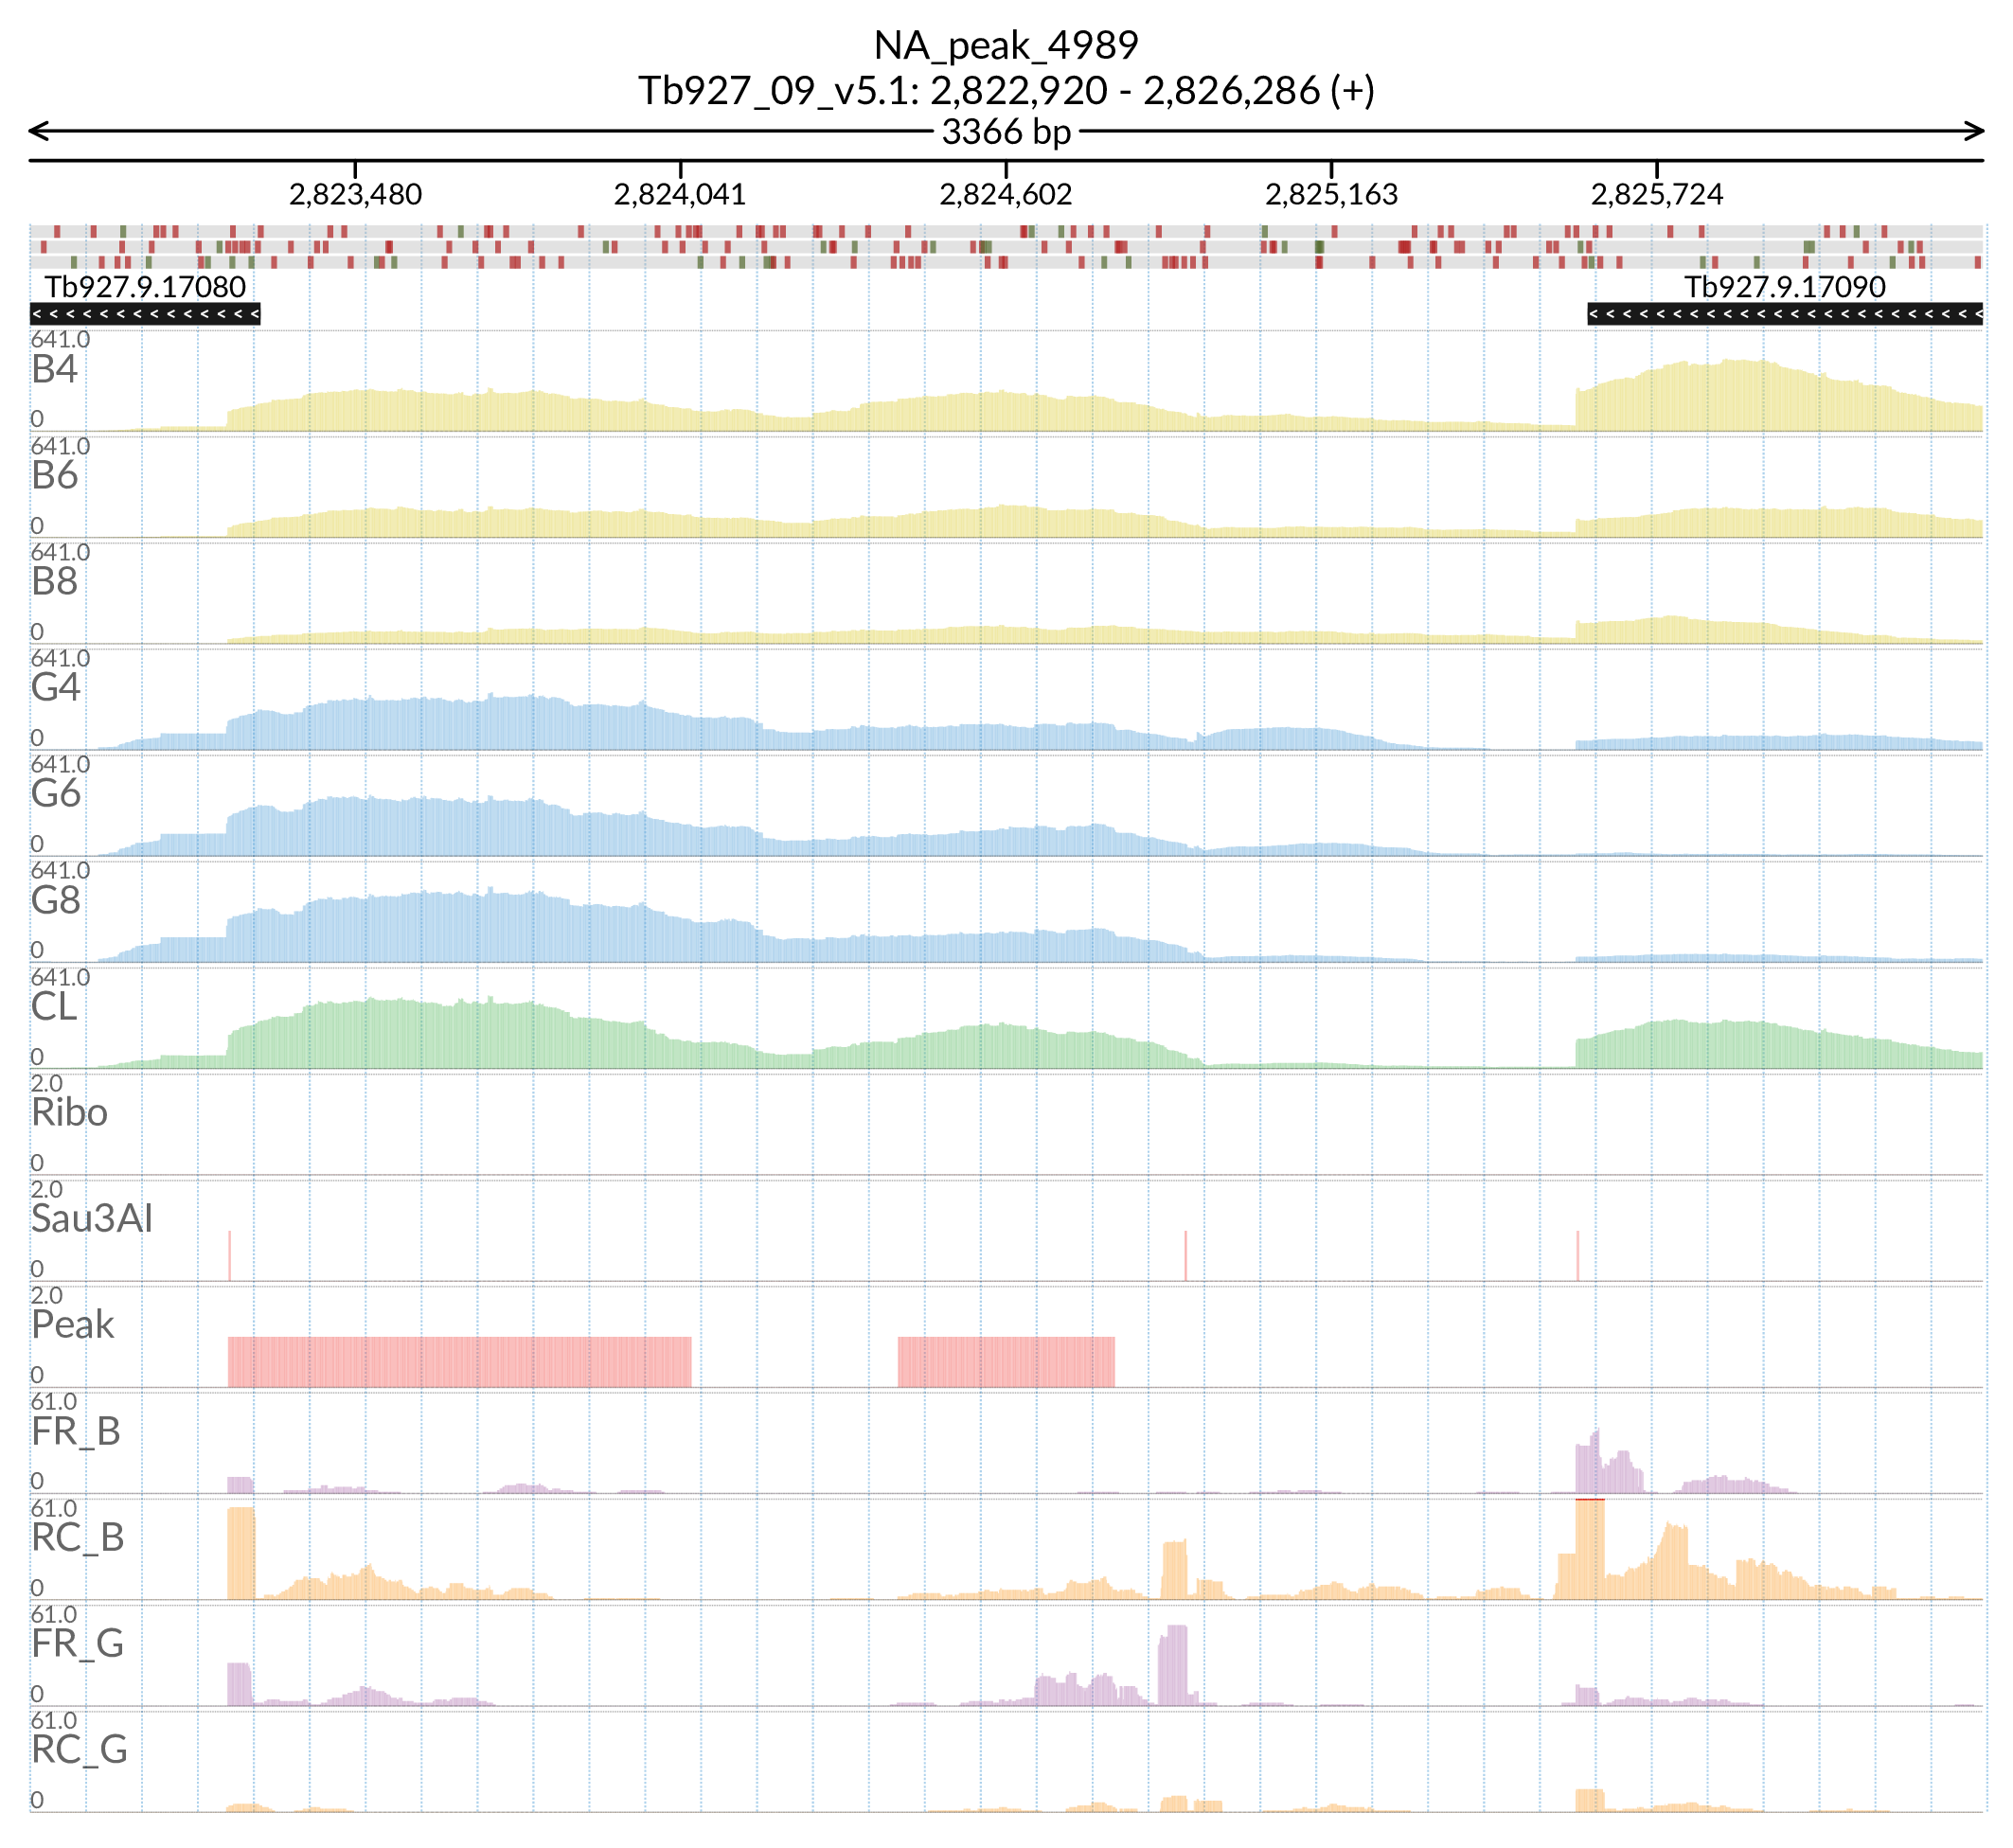 NA_peak_4989
Tb927_09_v5.1: 2,822,920 - 2,826,286 (+)
3366 bp
2,823,480 2,824,041 2,824,602 2,825,163 2,825,724
Tb927.9.17080 Tb927.9.17090
641.0
B4
0
641.0
B6
0
641.0
B8
0
641.0
G4
0
641.0
G6
0
641.0
G8
0
641.0
CL
0
2.0
Ribo
0
2.0
Sau3AI
0
2.0
Peak
0
61.0
FR_B
0
61.0
RC_B
0
61.0
FR_G
0
61.0
RC_G
0